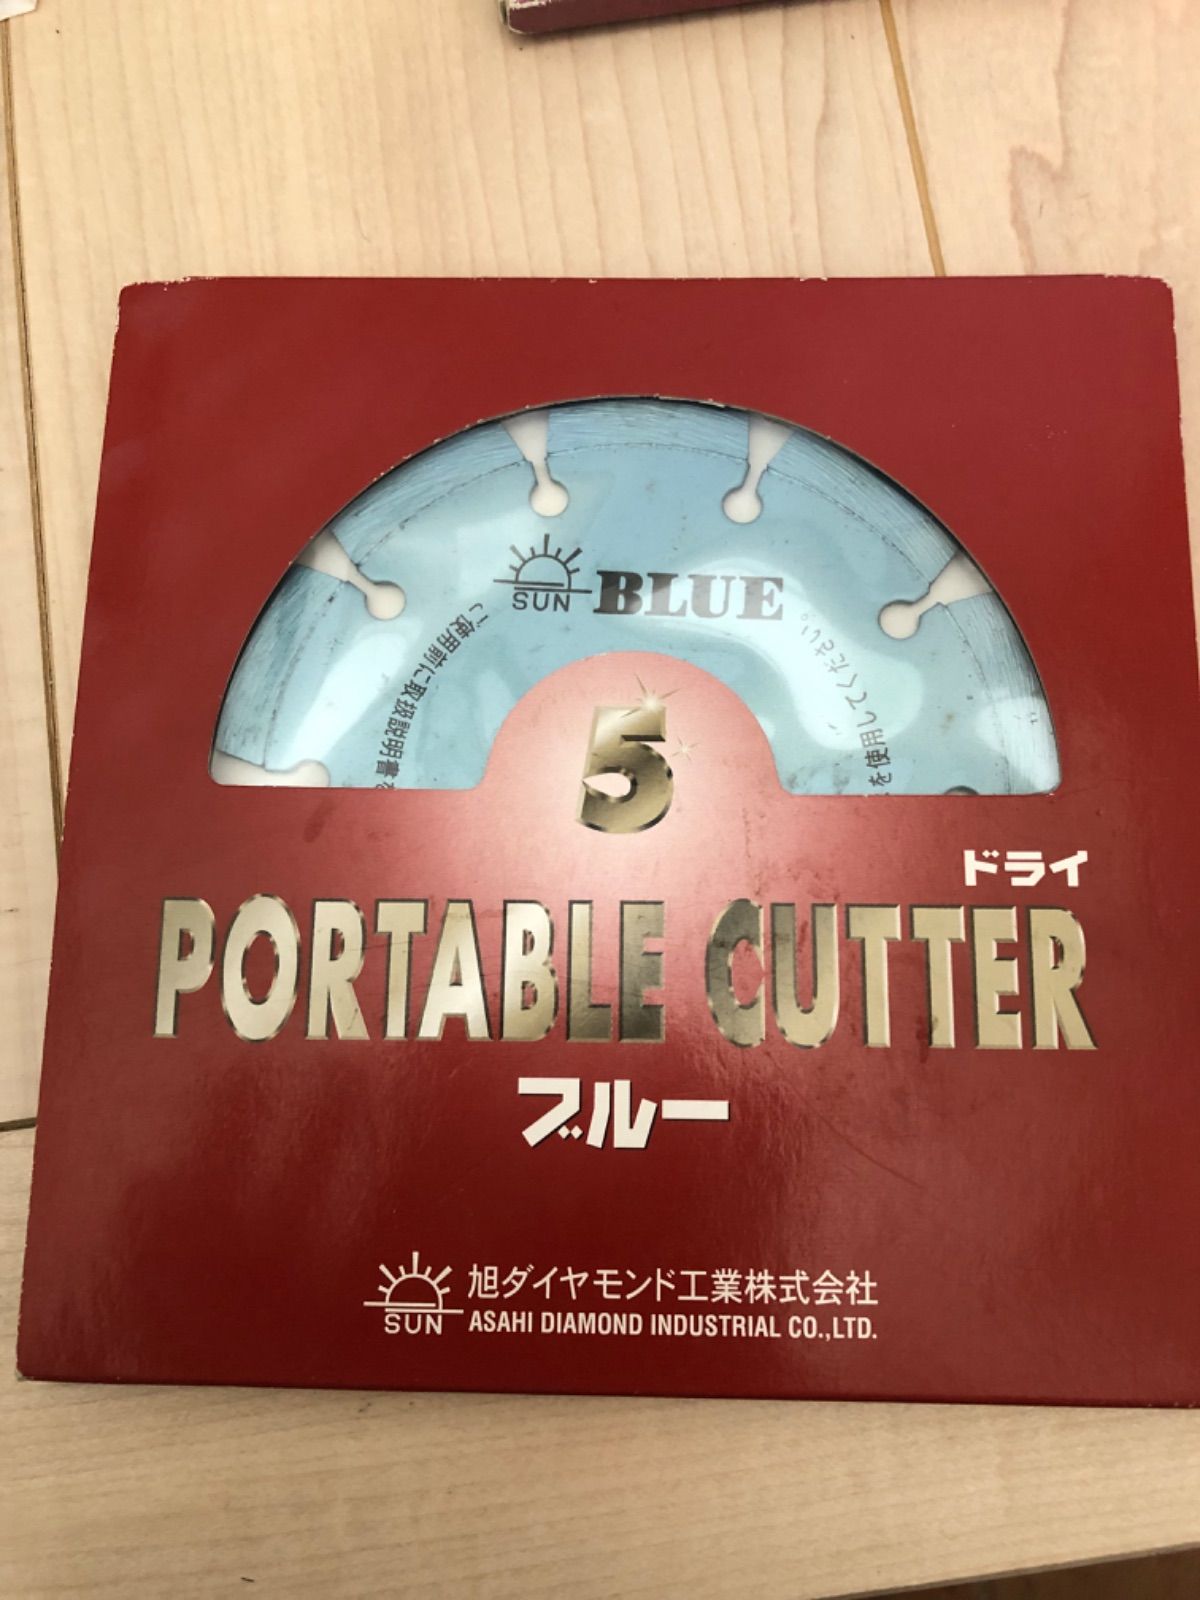 SUN BLUE
ご使用前に取扱説明書を
を使用してください。
5
ドライ
PORTABLE CUTTER
ブルー
SUN
旭ダイヤモンド工業株式会社
ASAHI DIAMOND INDUSTRIAL CO.,LTD.